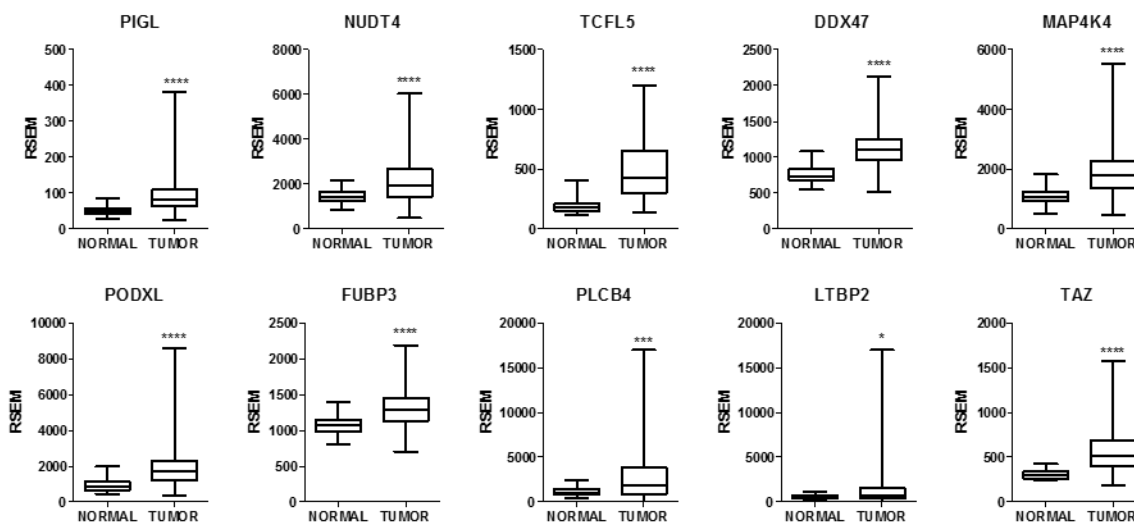 PIGL NUDT4 TCFL5 DDX47 MAP4K4
500 8000 1500 2500 6000
400 6000 1000 2000 4000
300 4000 500 1500 2000
200 2000 0 1000 0
100 0 500
0 0
RSEM RSEM RSEM RSEM RSEM
**** **** **** **** ****
NORMAL TUMOR NORMAL TUMOR NORMAL TUMOR NORMAL TUMOR NORMAL TUMOR
PODXL FUBP3 PLCB4 LTBP2 TAZ
10000 2500 20000 20000 2000
8000 2000 15000 15000 1500
6000 1500 10000 10000 1000
4000 1000 5000 5000 500
2000 500 0 0 0
0 0
RSEM RSEM RSEM RSEM RSEM
**** **** *** * ****
NORMAL TUMOR NORMAL TUMOR NORMAL TUMOR NORMAL TUMOR NORMAL TUMOR